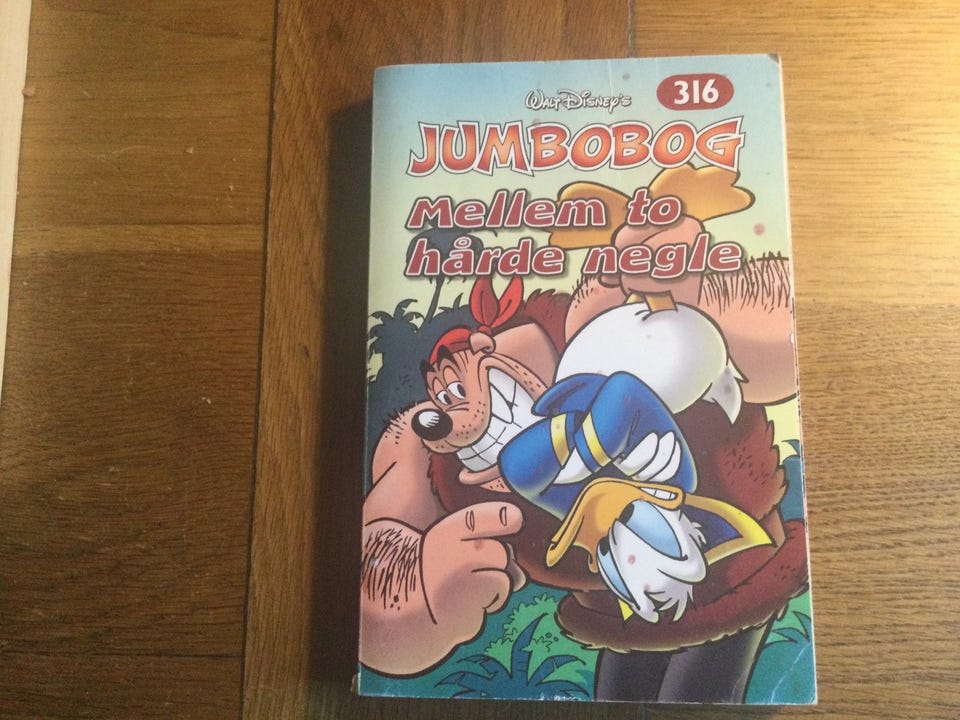 Walt Disney's
316
JUMBOBOG
Mellem to
hårde negle